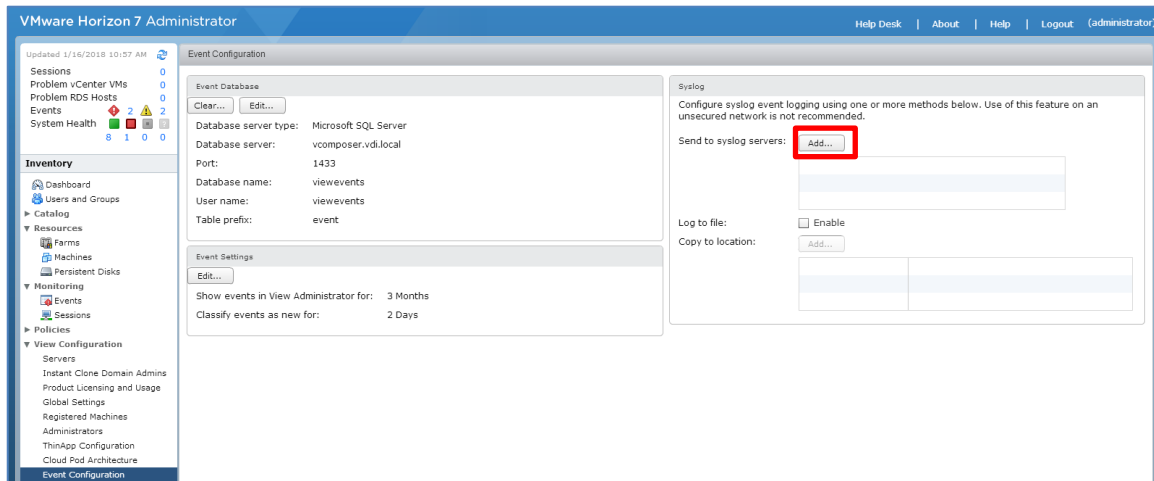 VMware Horizon 7 Administrator
Help Desk | About | Help | Logout (administrator)
Updated 1/16/2018 10:57 AM
Sessions 0
Problem vCenter VMs 0
Problem RDS Hosts 0
Events 2 2
System Health
8 1 0 0
Inventory
Dashboard
Users and Groups
Catalog
Resources
Farms
Machines
Persistent Disks
Monitoring
Events
Sessions
Policies
View Configuration
Servers
Instant Clone Domain Admins
Product Licensing and Usage
Global Settings
Registered Machines
Administrators
ThinApp Configuration
Cloud Pod Architecture
Event Configuration
Event Configuration
Event Database
Clear... Edit...
Database server type: Microsoft SQL Server
Database server: vcomposer.vdi.local
Port: 1433
Database name: viewevents
User name: viewevents
Table prefix: event
Event Settings
Edit...
Show events in View Administrator for: 3 Months
Classify events as new for: 2 Days
Syslog
Configure syslog event logging using one or more methods below. Use of this feature on an
unsecured network is not recommended.
Send to syslog servers: Add...
Log to file: Enable
Copy to location: Add...